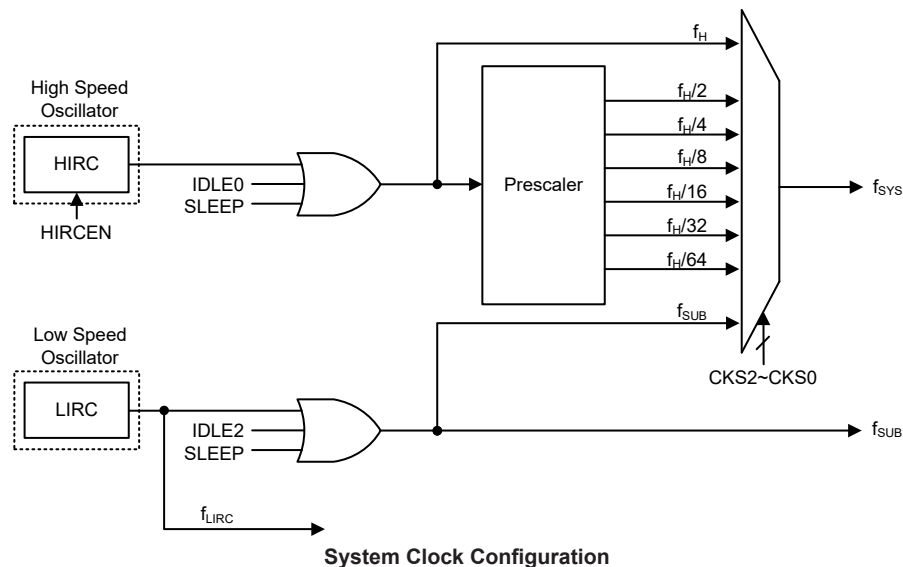 High Speed
Oscillator
HIRC
HIRCEN
IDLE0
SLEEP
Prescaler
fH
fH/2
fH/4
fH/8
fH/16
fH/32
fH/64
fSUB
CKS2~CKS0
fSYS
Low Speed
Oscillator
LIRC
IDLE2
SLEEP
fSUB
fLIRC
System Clock Configuration